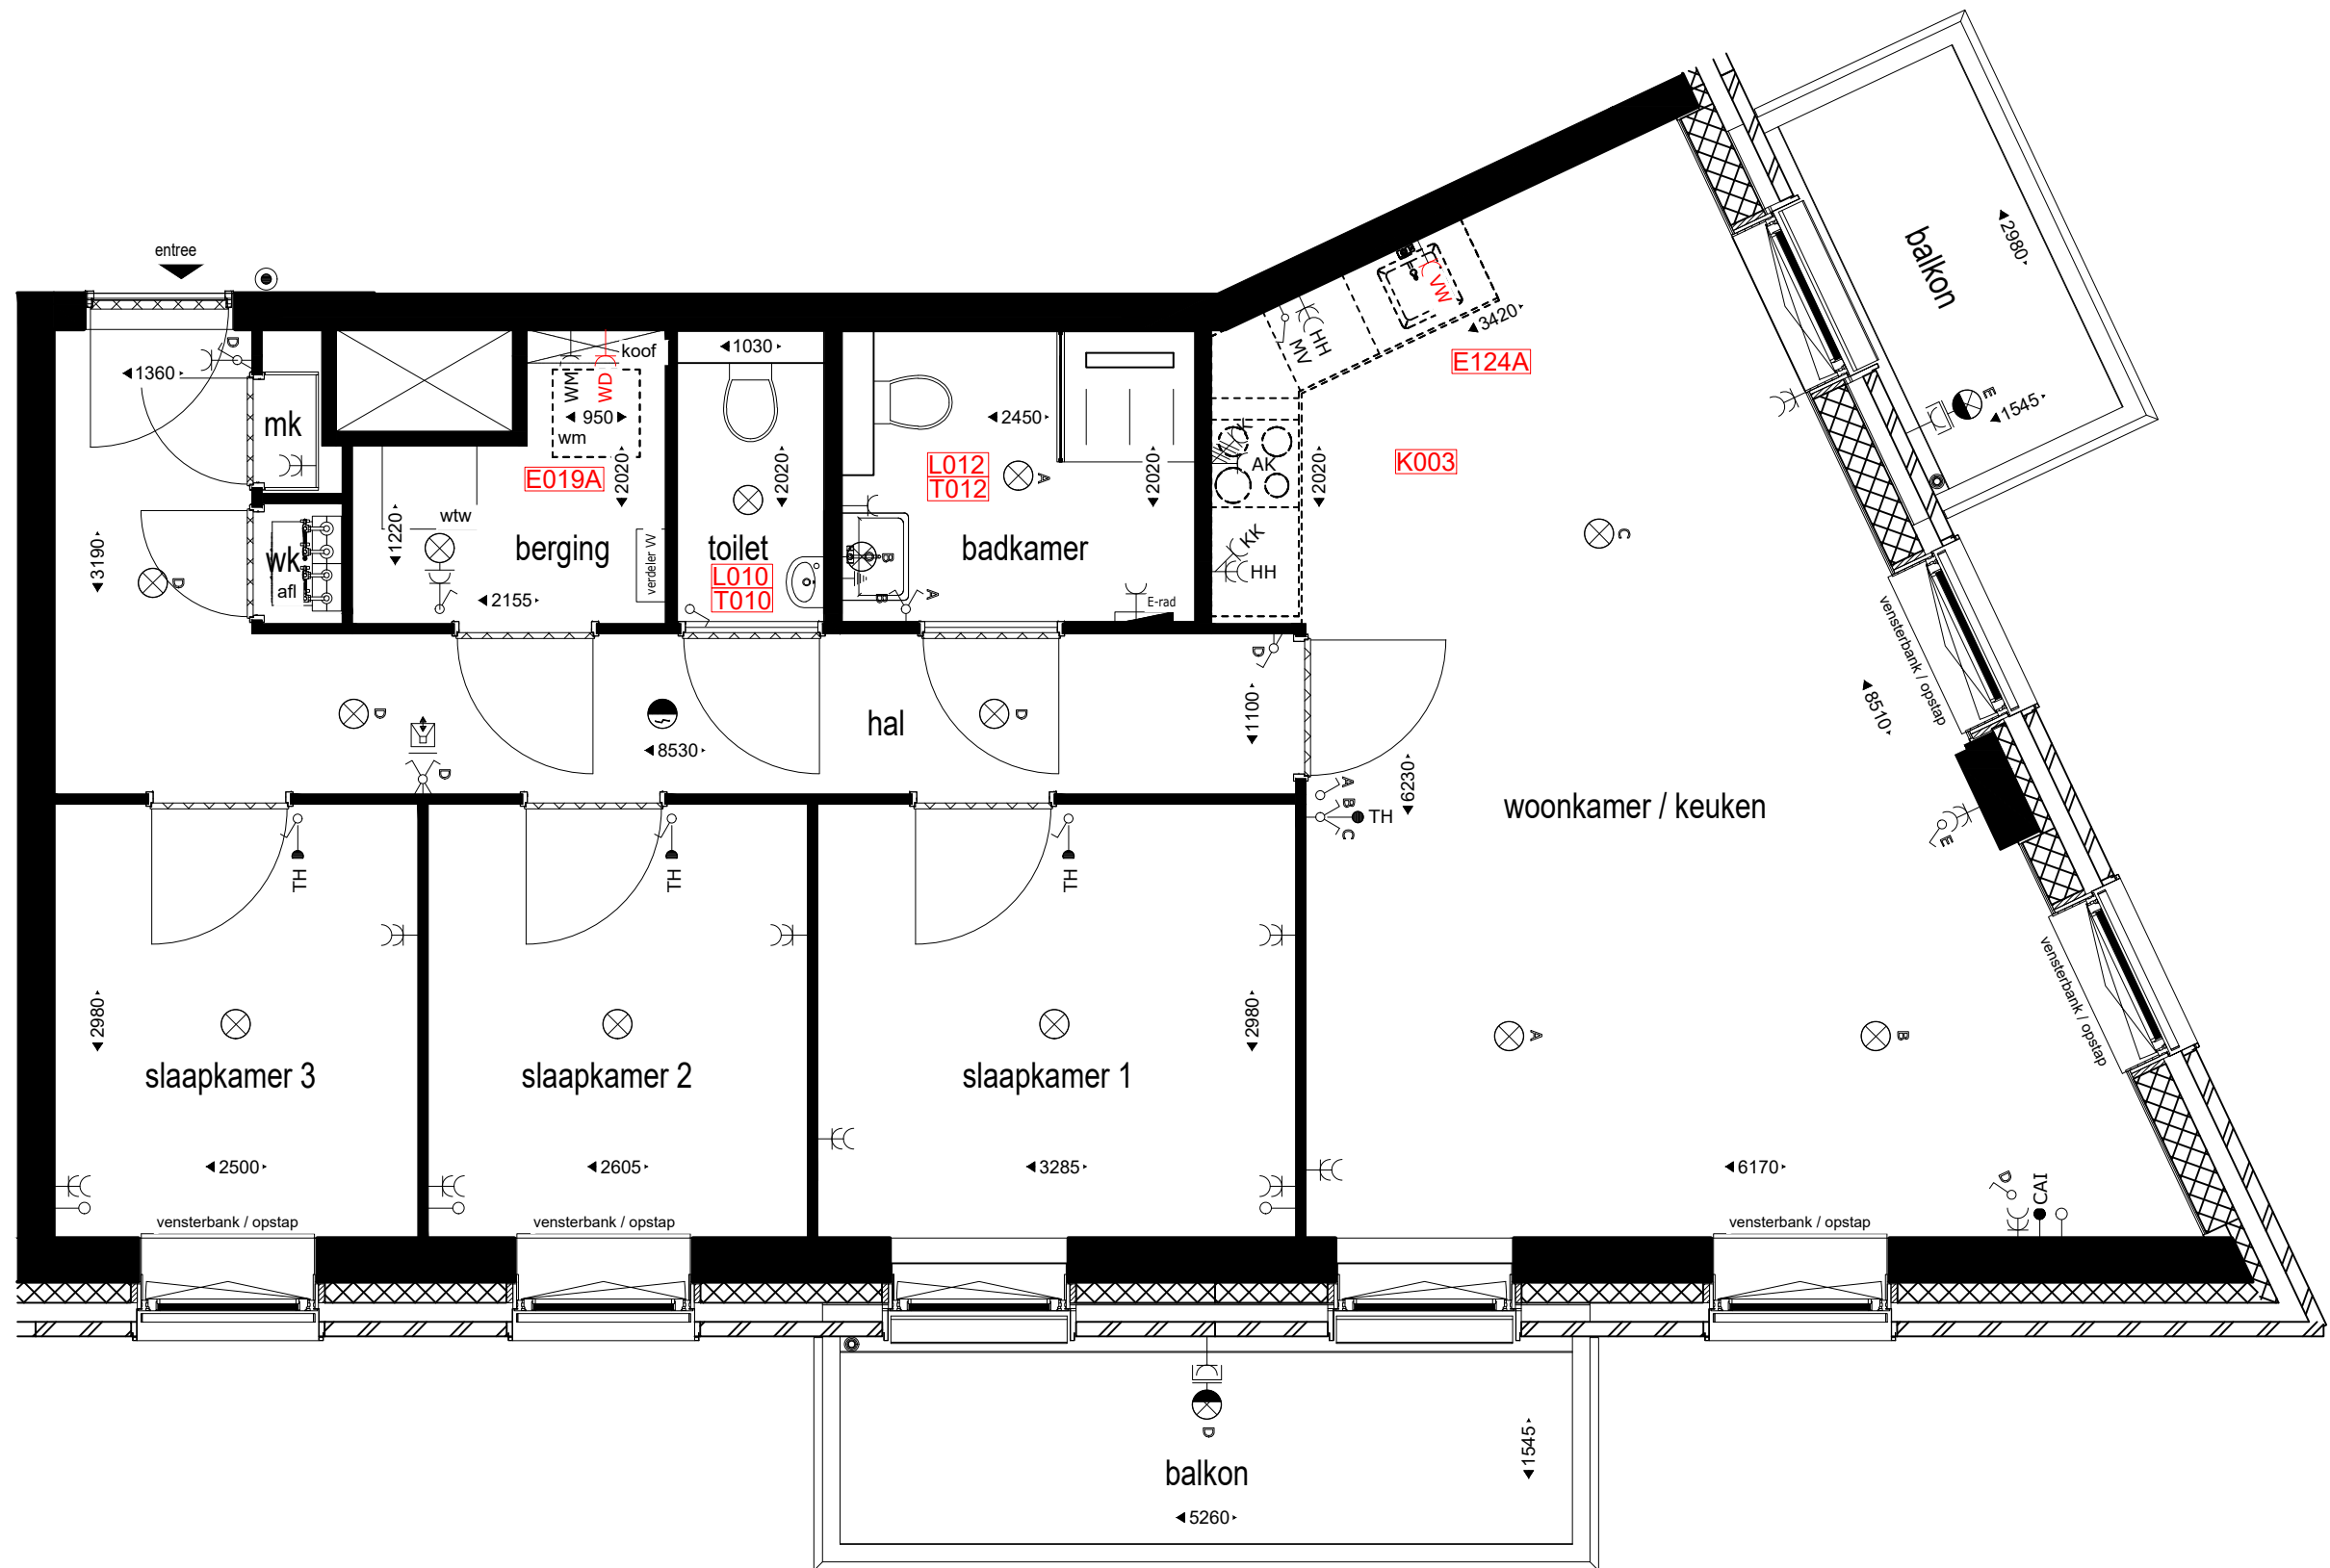 entree
balkon
2980
1545
E
1360
D
mk
koof
WM
WD
950
wm
E019A
2020
1030
2020
toilet
L010
T010
2450
L012
T012
A
2020
badkamer
B
B
A
E-rad
MV
HH
VW
3420
E124A
K003
AK
2020
KK
HH
C
3190
D
wk
afl
1220
wtw
berging
2155
verdeler VV
D
D
8530
hal
D
D
1100
6230
A
B
C
TH
woonkamer / keuken
8510
vensterbank / opstap
E
vensterbank / opstap
TH
TH
TH
2980
2980
slaapkamer 3
slaapkamer 2
slaapkamer 1
A
B
2500
2605
3285
6170
D
CAI
vensterbank / opstap
vensterbank / opstap
vensterbank / opstap
D
1545
balkon
5260